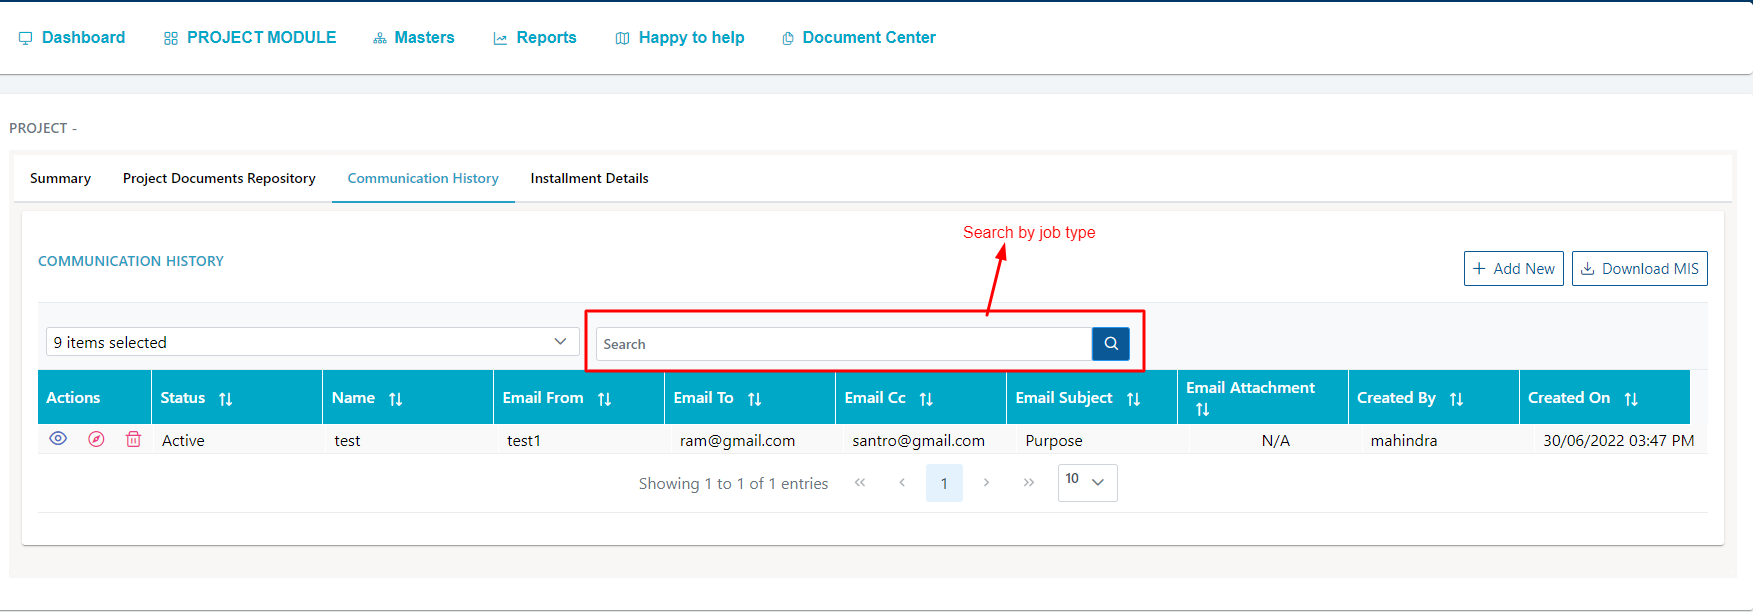 Dashboard PROJECT MODULE Masters Reports Happy to help Document Center
PROJECT -
Summary Project Documents Repository Communication History Installment Details
Search by job type
COMMUNICATION HISTORY
Add New Download MIS
9 items selected Search
Actions Status Name Email From Email To Email Cc Email Subject Email Attachment Created By Created On
Active test test1 ram@gmail.com santro@gmail.com Purpose N/A mahindra 30/06/2022 03:47 PM
Showing 1 to 1 of 1 entries « ‹ 1 › » 10